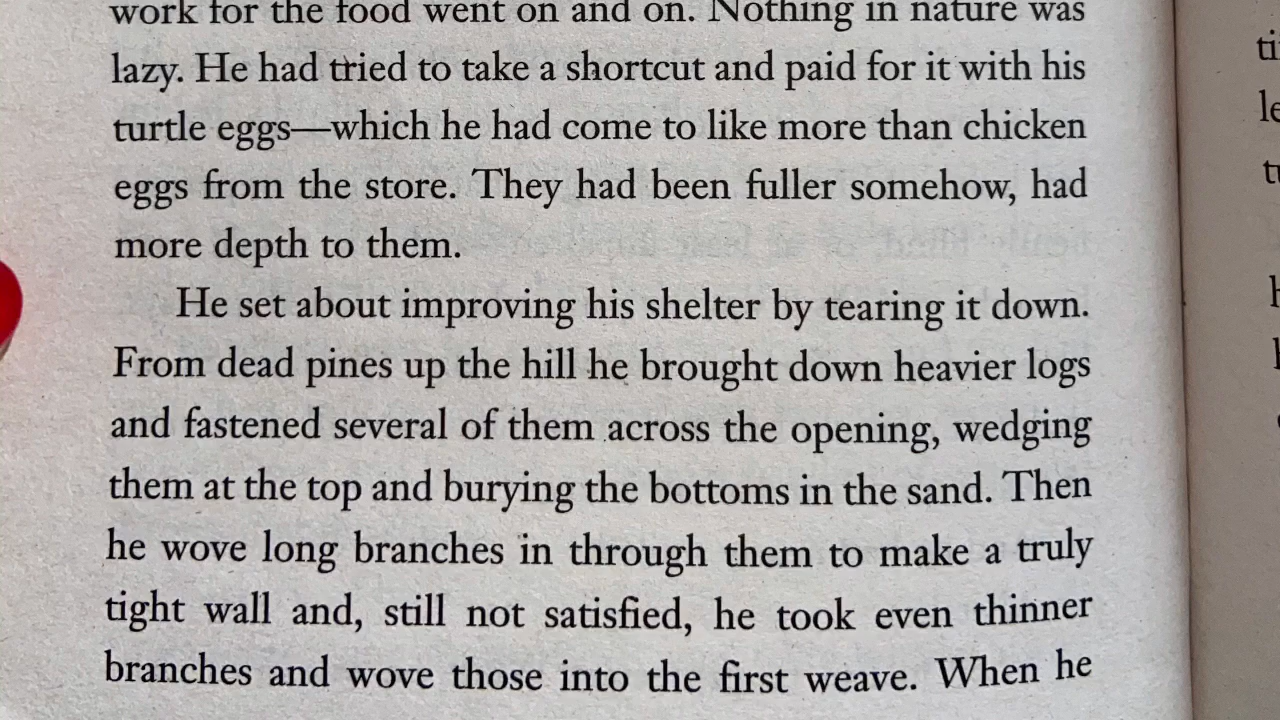 work for the food went on and on. Nothing in nature was
lazy. He had tried to take a shortcut and paid for it with his
turtle eggs—which he had come to like more than chicken
eggs from the store. They had been fuller somehow, had
more depth to them.
He set about improving his shelter by tearing it down.
From dead pines up the hill he brought down heavier logs
and fastened several of them across the opening, wedging
them at the top and burying the bottoms in the sand. Then
he wove long branches in through them to make a truly
tight wall and, still not satisfied, he took even thinner
branches and wove those into the first weave. When he